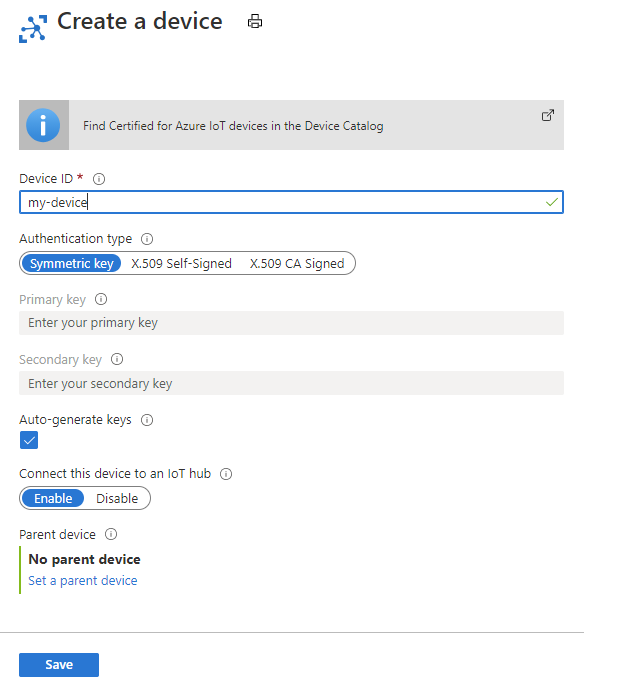 Create a device
Find Certified for Azure IoT devices in the Device Catalog
Device ID *
my-device
Authentication type
Symmetric key X.509 Self-Signed X.509 CA Signed
Primary key
Enter your primary key
Secondary key
Enter your secondary key
Auto-generate keys
Connect this device to an IoT hub
Enable Disable
Parent device
No parent device
Set a parent device
Save